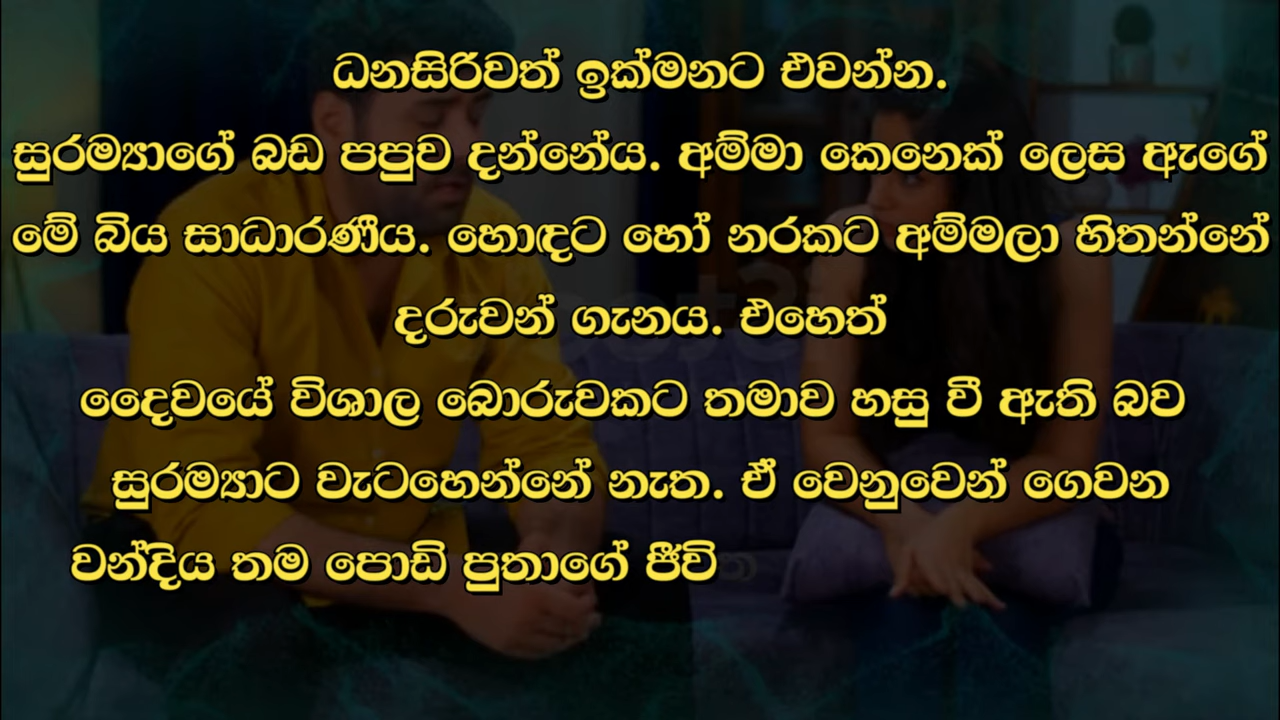 ධනසිරිවත් ඉක්මනට එවන්න.
සුරම්‍යාගේ බඩ පපුව දන්නේය. අම්මා කෙනෙක් ලෙස ඇගේ
මේ බිය සාධාරණීය. හොඳට හෝ නරකට අම්මලා හිතන්නේ
දරුවන් ගැනය. එහෙත්
දෛවයේ විශාල බොරුවකට තමාව හසු වී ඇති බව
සුරම්‍යාට වැටහෙන්නේ නැත. ඒ වෙනුවෙන් ගෙවන
වන්දිය තම පොඩි පුතාගේ ජීවිත